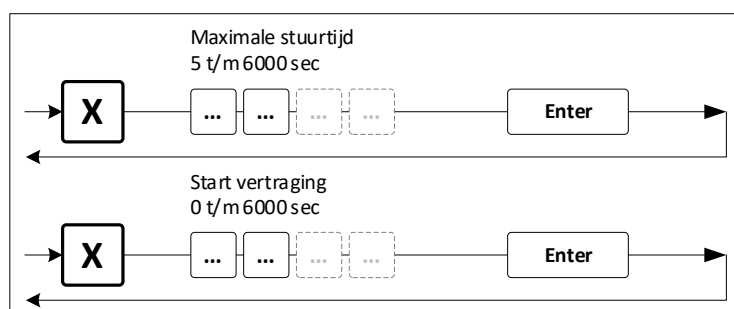 Maximale stuurtijd
5 t/m 6000 sec
X ... ... ... ... Enter
Start vertraging
0 t/m 6000 sec
X ... ... ... ... Enter